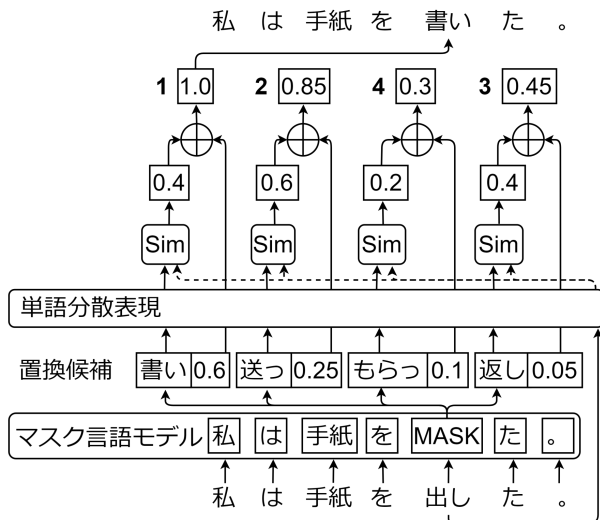 私 は 手紙 を 書い た 。
1 1.0 2 0.85 4 0.3 3 0.45
0.4 0.6 0.2 0.4
Sim Sim Sim Sim
単語分散表現
置換候補 書い 0.6 送っ 0.25 もらっ 0.1 返し 0.05
マスク言語モデル 私 は 手紙 を MASK た 。
私 は 手紙 を 出し た 。